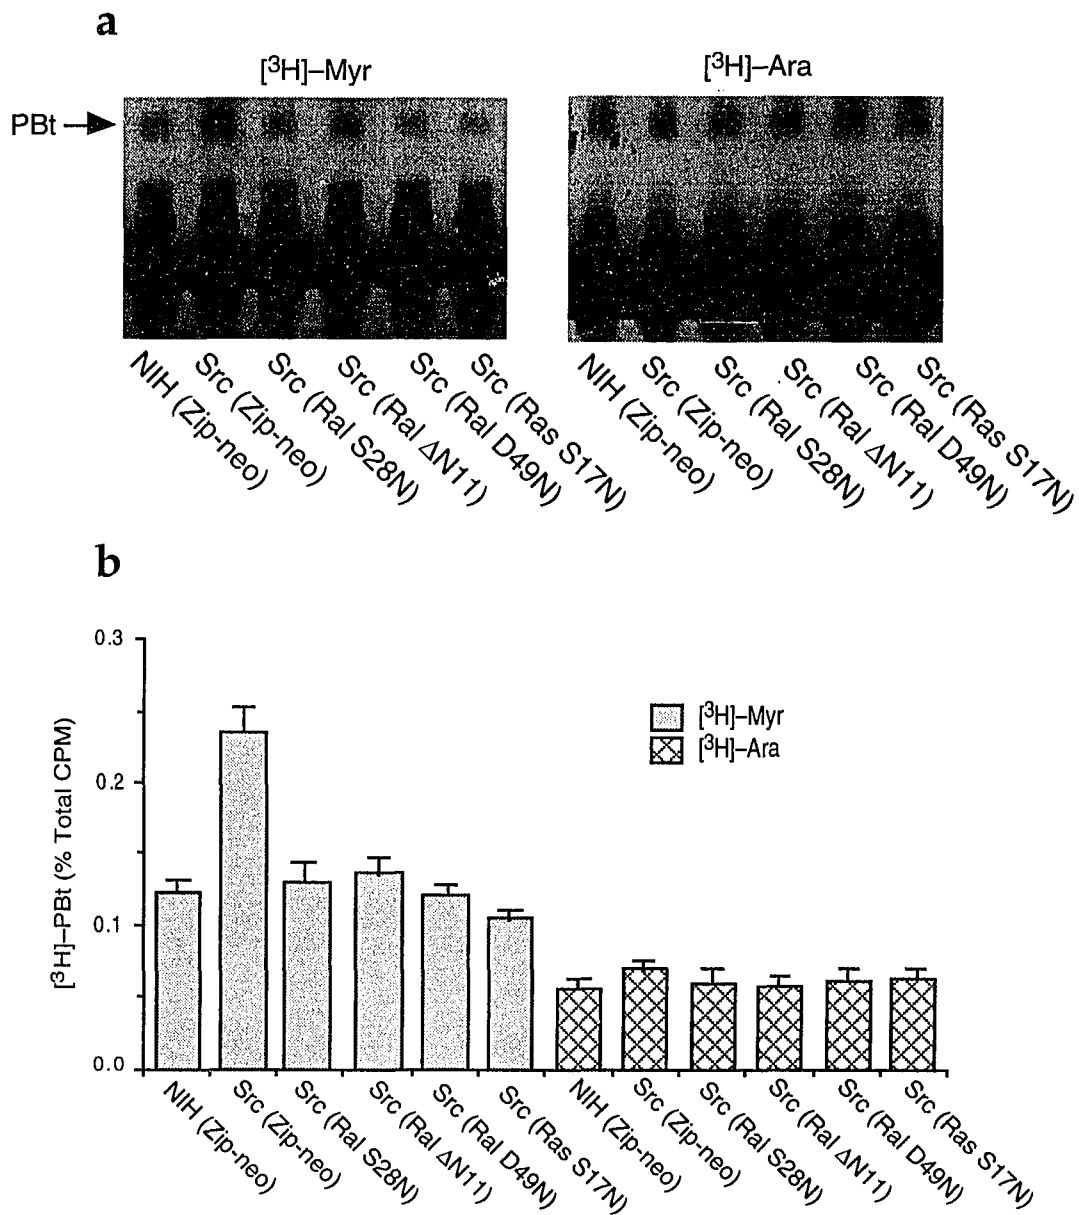 a
[³H]–Myr
[³H]–Ara
PBt
NIH (Zip-neo)
Src (Zip-neo)
Src (Ral S28N)
Src (Ral ΔN11)
Src (Ral D49N)
Src (Ras S17N)
NIH (Zip-neo)
Src (Zip-neo)
Src (Ral S28N)
Src (Ral ΔN11)
Src (Ral D49N)
Src (Ras S17N)
b
[³H]–PBt (% Total CPM)
0.3
0.2
0.1
0.0
[³H]–Myr
[³H]–Ara
NIH (Zip-neo)
Src (Zip-neo)
Src (Ral S28N)
Src (Ral ΔN11)
Src (Ral D49N)
Src (Ras S17N)
NIH (Zip-neo)
Src (Zip-neo)
Src (Ral S28N)
Src (Ral ΔN11)
Src (Ral D49N)
Src (Ras S17N)